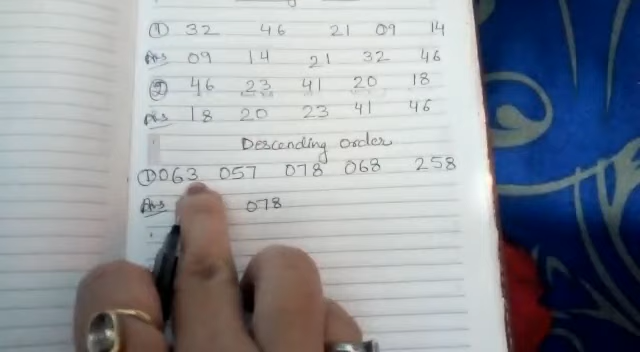 ① 32 46 21 09 14
Ans 09 14 21 32 46
② 46 23 41 20 18
Ans 18 20 23 41 46
Descending order
① 063 057 078 068 258
Ans 078